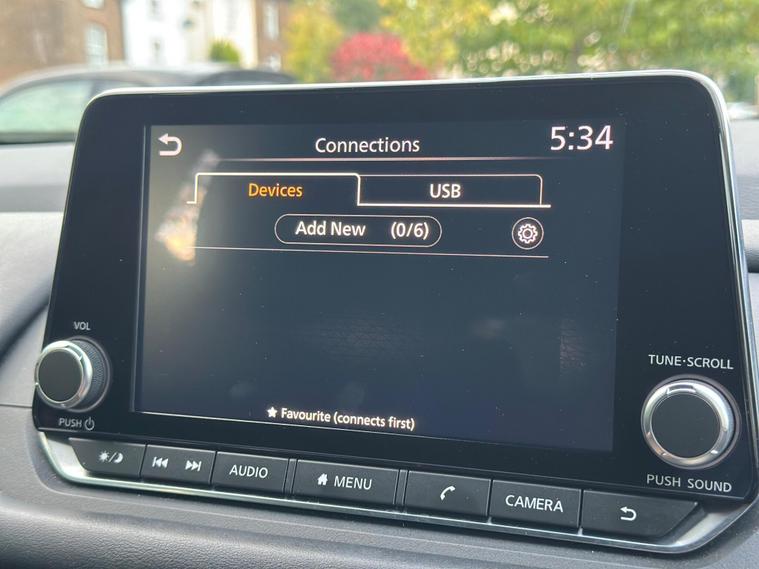 Connections 5:34
Devices USB
Add New (0/6)
★ Favourite (connects first)
VOL
PUSH
TUNE·SCROLL
PUSH SOUND
AUDIO
MENU
CAMERA